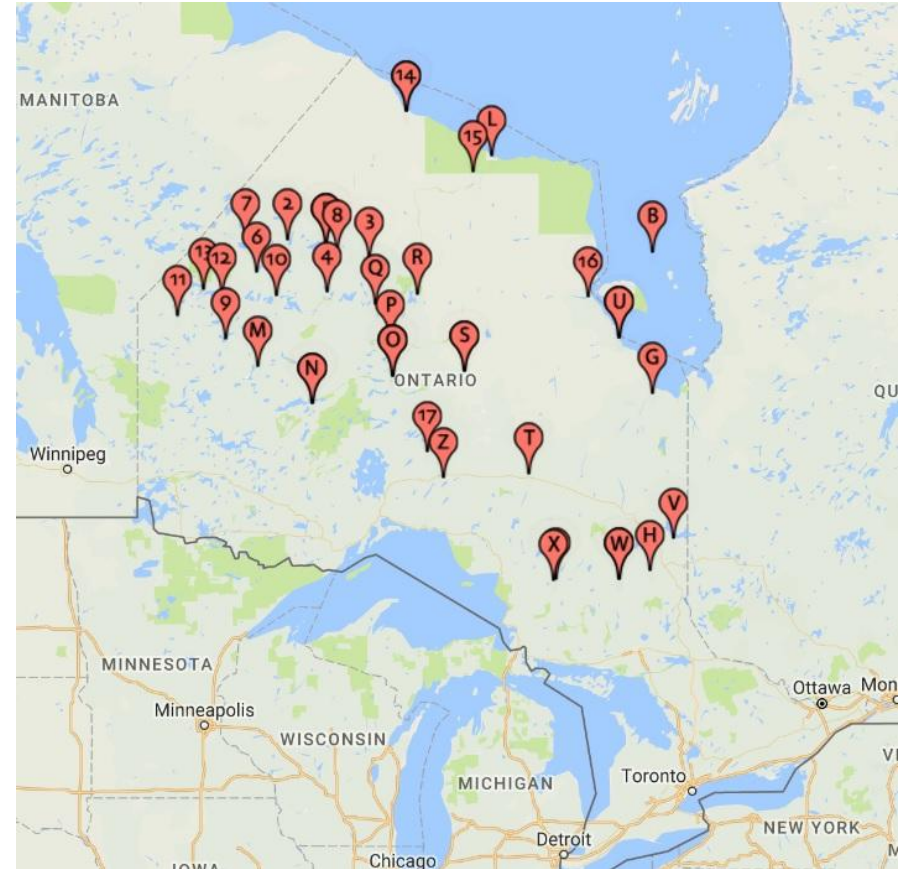 14
MANITOBA
L
15
7
2
8
3
B
6
13
12
10
4
Q
R
16
11
9
P
U
M
O
S
N
G
ONTARIO
QU
17
Z
T
Winnipeg
V
X
W
H
MINNESOTA
Ottawa
Mon
Minneapolis
WISCONSIN
MICHIGAN
Toronto
NEW YORK
Detroit
Chicago